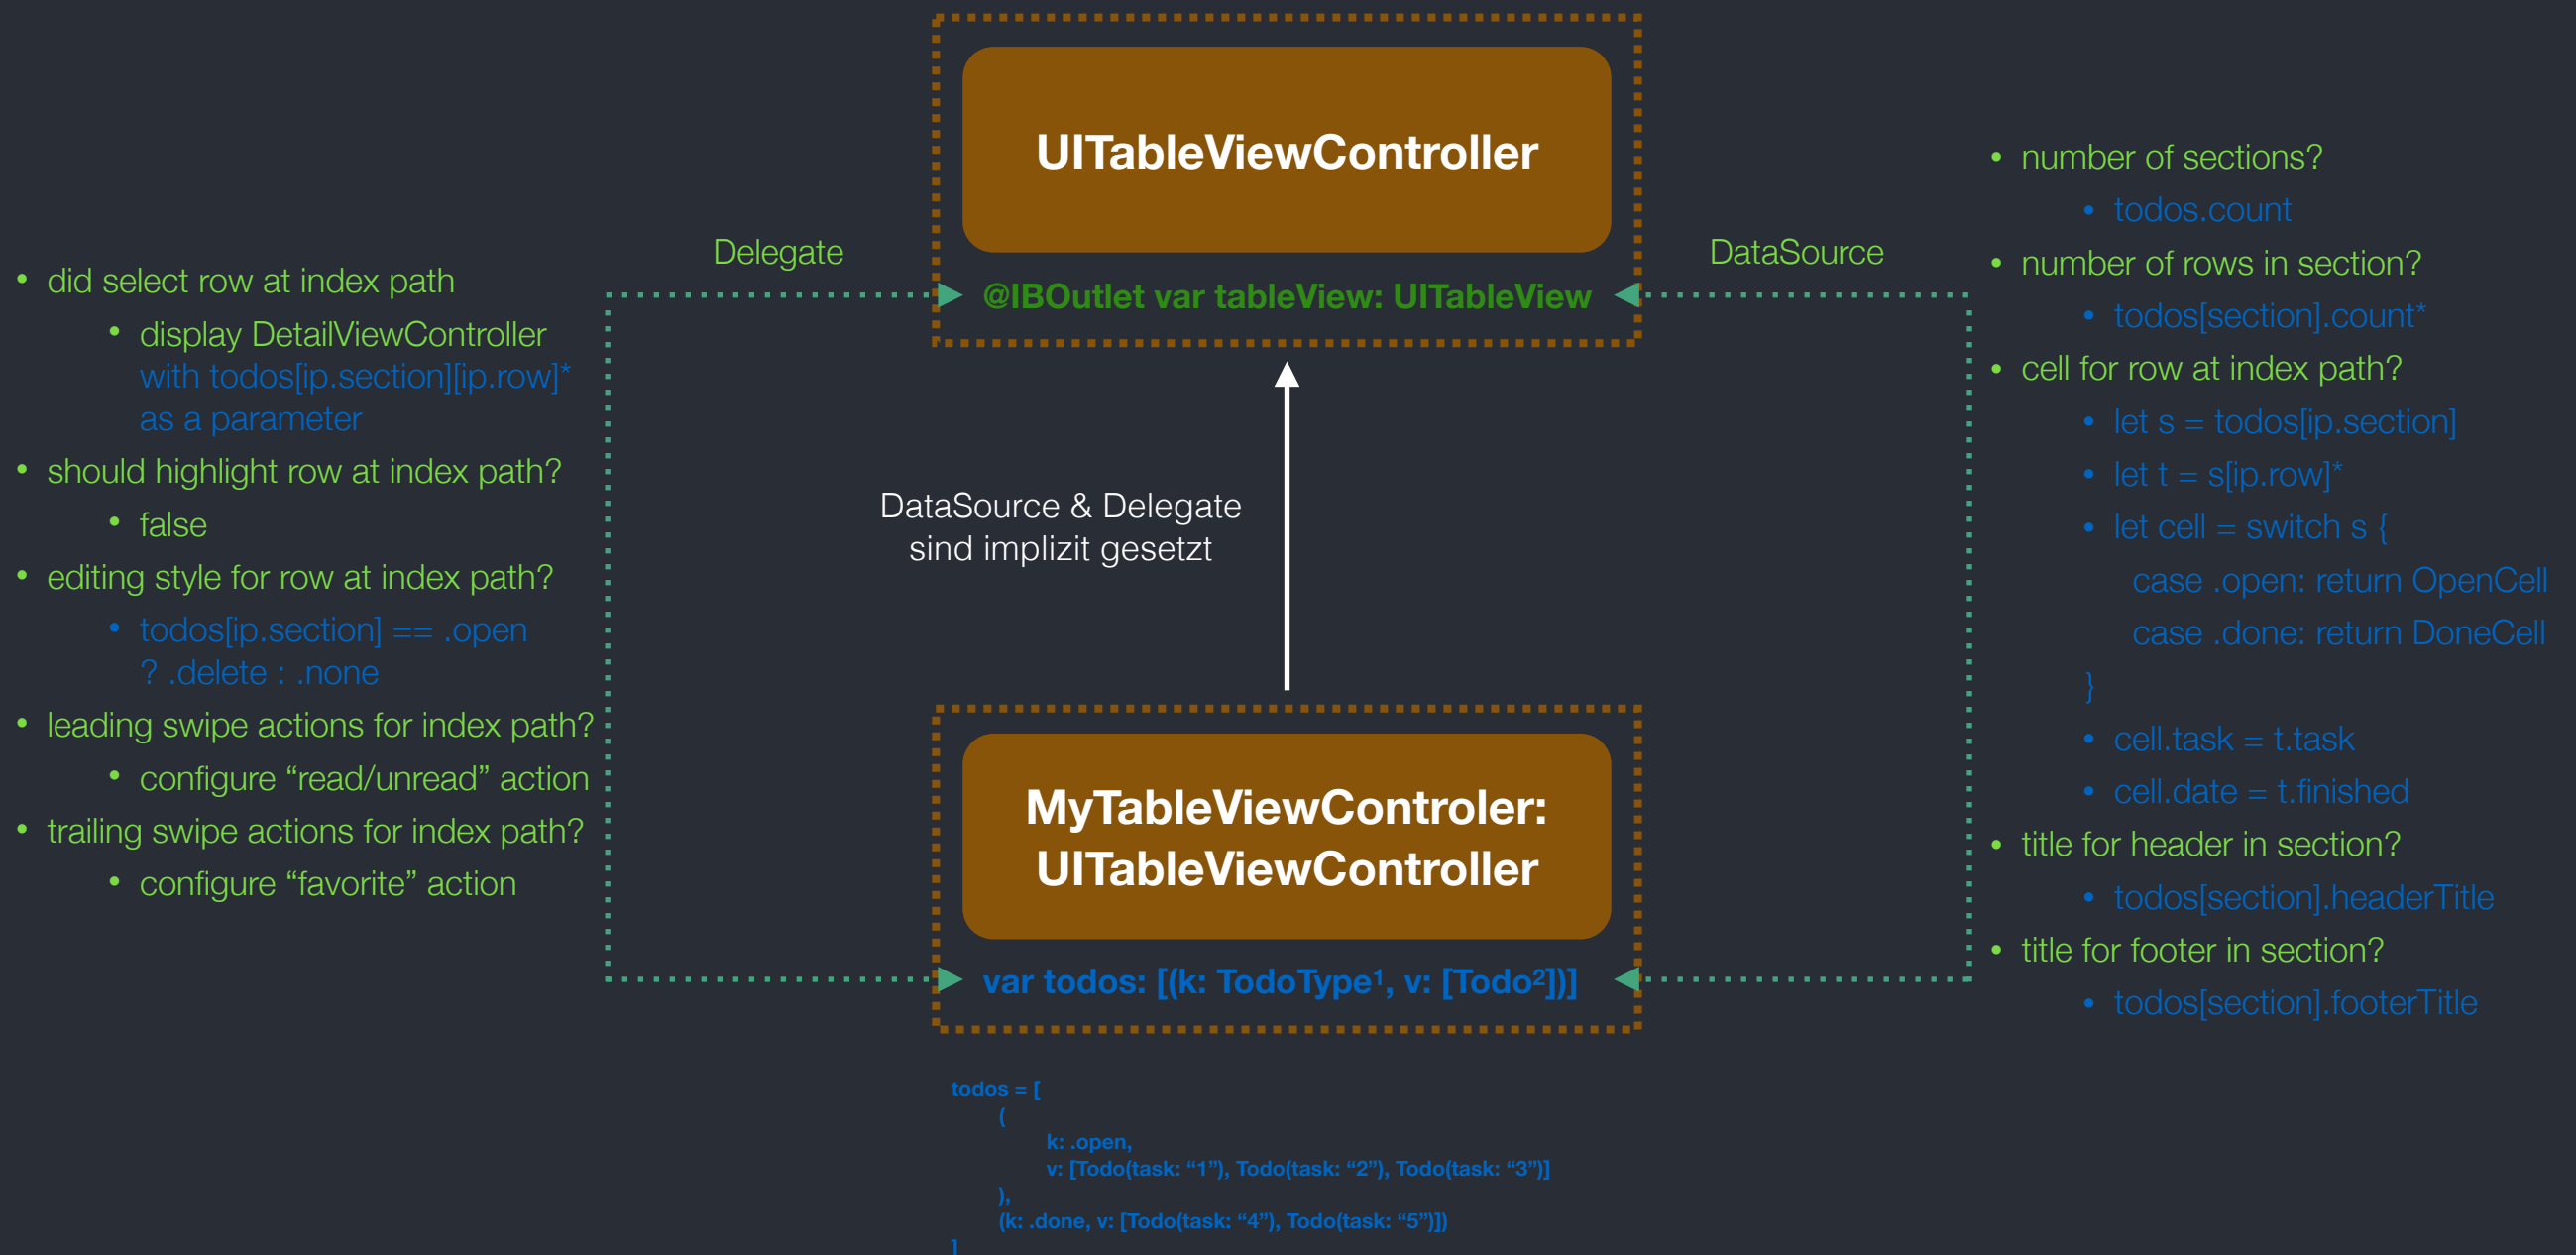 UITableViewController
@IBOutlet var tableView: UITableView
Delegate
DataSource
• did select row at index path
• display DetailViewController
with todos[ip.section][ip.row]*
as a parameter
• should highlight row at index path?
• false
• editing style for row at index path?
• todos[ip.section] == .open
? .delete : .none
• leading swipe actions for index path?
• configure “read/unread” action
• trailing swipe actions for index path?
• configure “favorite” action
DataSource & Delegate
sind implizit gesetzt
• number of sections?
• todos.count
• number of rows in section?
• todos[section].count*
• cell for row at index path?
• let s = todos[ip.section]
• let t = s[ip.row]*
• let cell = switch s {
case .open: return OpenCell
case .done: return DoneCell
}
• cell.task = t.task
• cell.date = t.finished
• title for header in section?
• todos[section].headerTitle
• title for footer in section?
• todos[section].footerTitle
MyTableViewControler:
UITableViewController
var todos: [(k: TodoType¹, v: [Todo²])]
todos = [
(
k: .open,
v: [Todo(task: “1”), Todo(task: “2”), Todo(task: “3”)]
),
(k: .done, v: [Todo(task: “4”), Todo(task: “5”)])
]